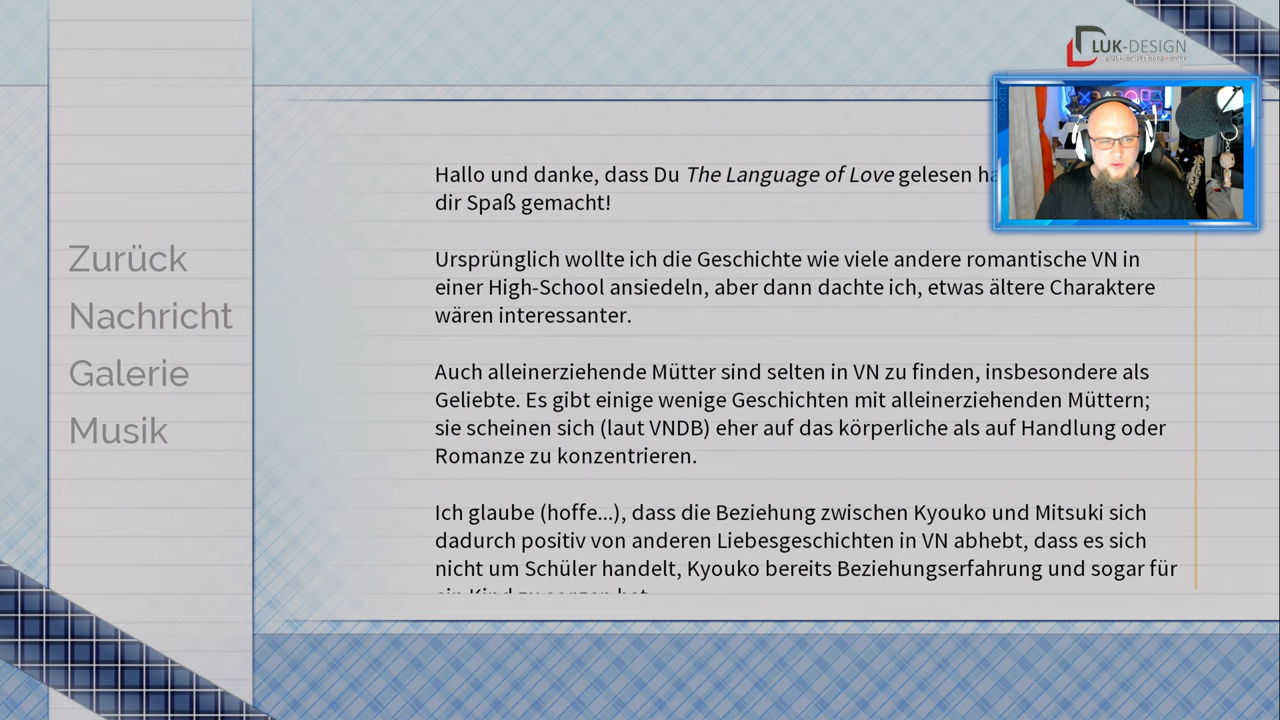 LUK-DESIGN
Hallo und danke, dass Du The Language of Love gelesen
dir Spaß gemacht!
Ursprünglich wollte ich die Geschichte wie viele andere romantische VN in
einer High-School ansiedeln, aber dann dachte ich, etwas ältere Charaktere
wären interessanter.
Auch alleinerziehende Mütter sind selten in VN zu finden, insbesondere als
Geliebte. Es gibt einige wenige Geschichten mit alleinerziehenden Müttern;
sie scheinen sich (laut VNDB) eher auf das körperliche als auf Handlung oder
Romanze zu konzentrieren.
Ich glaube (hoffe...), dass die Beziehung zwischen Kyouko und Mitsuki sich
dadurch positiv von anderen Liebesgeschichten in VN abhebt, dass es sich
nicht um Schüler handelt, Kyouko bereits Beziehungserfahrung und sogar für
Zurück
Nachricht
Galerie
Musik